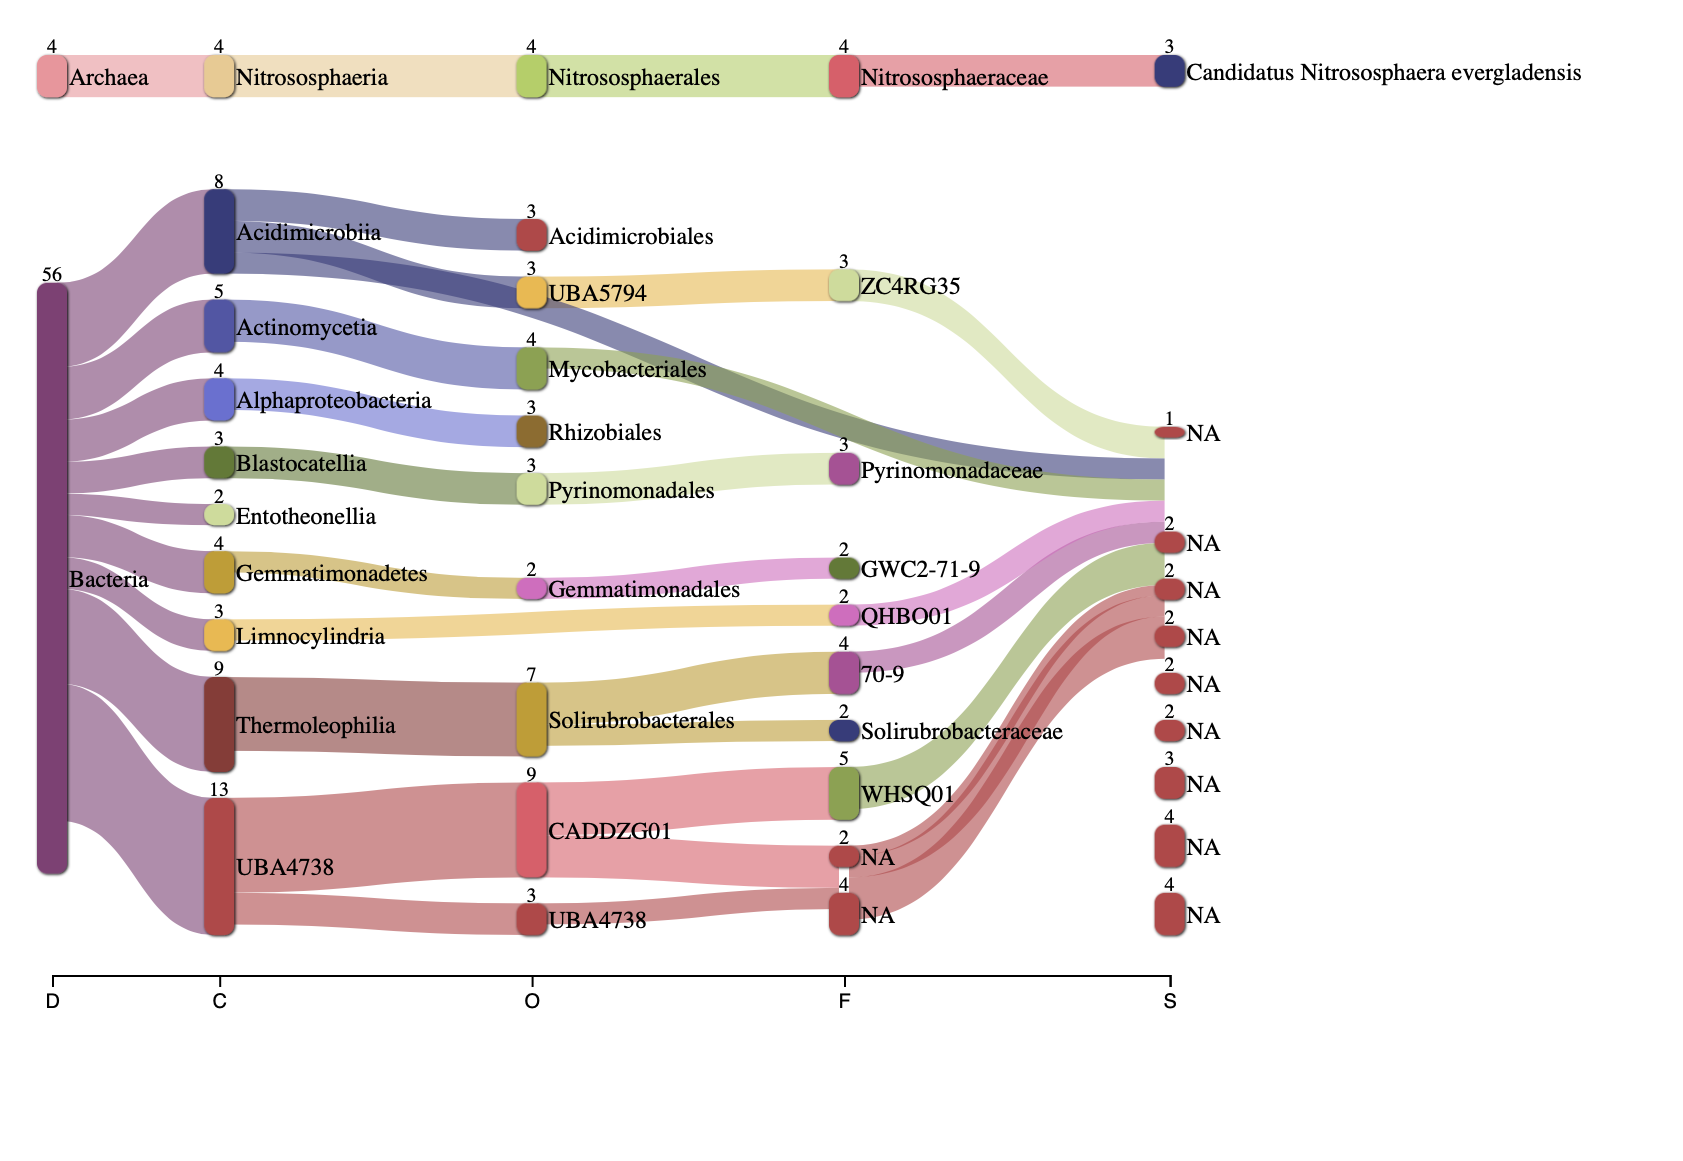 4 4 4 4 3
Archaea Nitrososphaeria Nitrososphaerales Nitrososphaeraceae Candidatus Nitrososphaera evergladensis
8
Acidimicrobiia
3
Acidimicrobiales
56
3
UBA5794
3
ZC4RG35
5
Actinomycetia
4
Mycobacteriales
4
Alphaproteobacteria
3
Rhizobiales
1
NA
3
Blastocatellia
3
Pyrinomonadales
3
Pyrinomonadaceae
2
Entotheonellia
2
NA
4
Gemmatimonadetes
2
Gemmatimonadales
2
GWC2-71-9
Bacteria
2
NA
3
Limnocylindria
2
QHBO01
2
NA
9
Thermoleophilia
7
Solirubrobacterales
4
70-9
2
NA
2
Solirubrobacteraceae
2
NA
13
UBA4738
9
CADDZG01
5
WHSQ01
3
NA
2
NA
4
NA
3
UBA4738
4
NA
4
NA
D C O F S